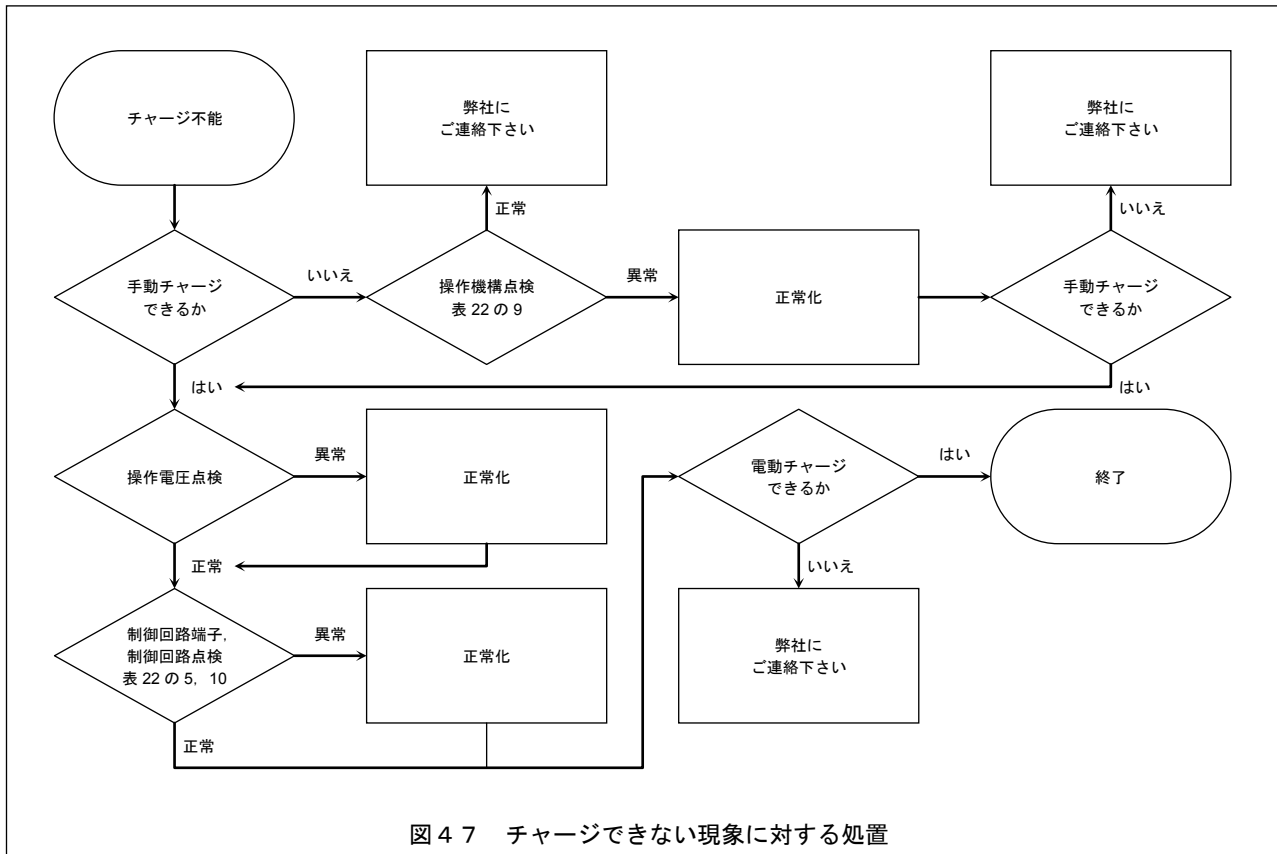 チャージ不能
弊社に
ご連絡下さい
弊社に
ご連絡下さい
正常
いいえ
手動チャージ
できるか
いいえ
操作機構点検
表 22 の 9
異常
正常化
手動チャージ
できるか
はい
はい
操作電圧点検
異常
正常化
電動チャージ
できるか
はい
終了
正常
いいえ
制御回路端子,
制御回路点検
表 22 の 5, 10
異常
正常化
弊社に
ご連絡下さい
正常
図47 チャージできない現象に対する処置